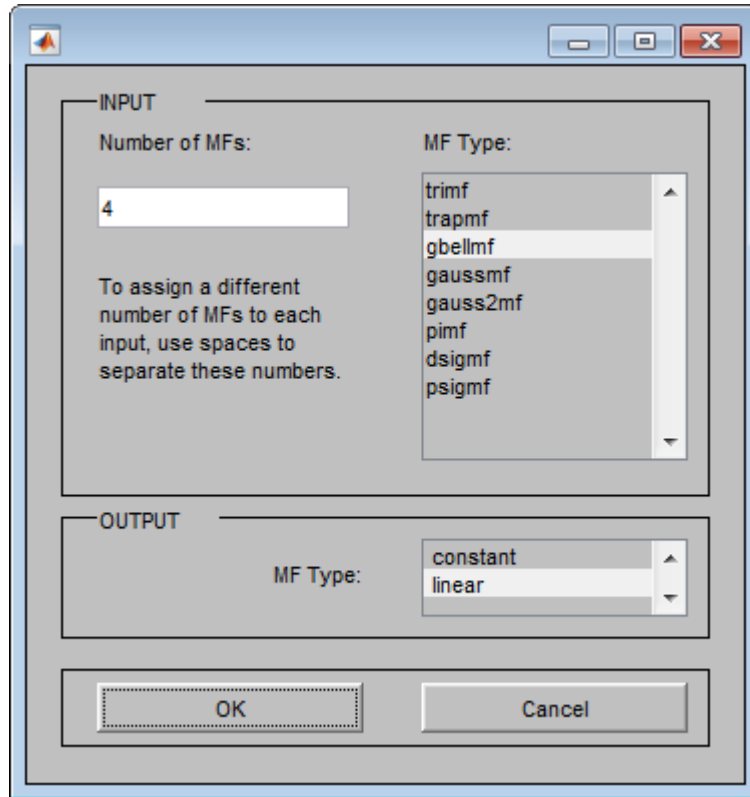 INPUT
Number of MFs:
4
To assign a different
number of MFs to each
input, use spaces to
separate these numbers.
MF Type:
trimf
trapmf
gbellmf
gaussmf
gauss2mf
pimf
dsigmf
psigmf
OUTPUT
MF Type:
constant
linear
OK
Cancel